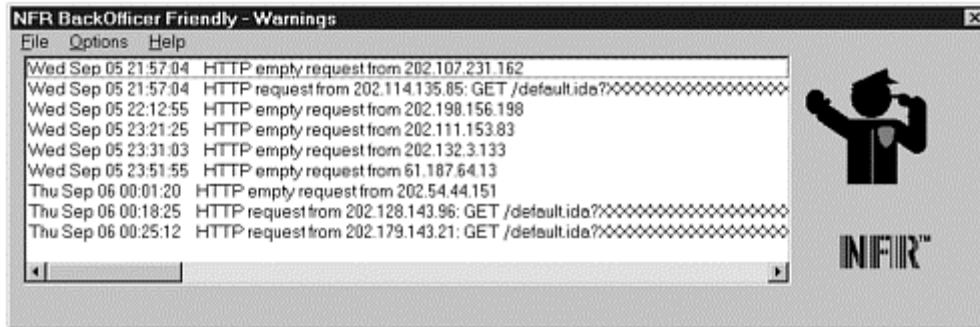 NFR BackOfficer Friendly - Warnings
File Options Help
Wed Sep 05 21:57:04 HTTP empty request from 202.107.231.162
Wed Sep 05 21:57:04 HTTP request from 202.114.135.85: GET /default.ida?XXXXXXXXXXXXXXXXXX
Wed Sep 05 22:12:55 HTTP empty request from 202.198.156.198
Wed Sep 05 23:21:25 HTTP empty request from 202.111.153.83
Wed Sep 05 23:31:03 HTTP empty request from 202.132.3.133
Wed Sep 05 23:51:55 HTTP empty request from 61.187.64.13
Thu Sep 06 00:01:20 HTTP empty request from 202.54.44.151
Thu Sep 06 00:18:25 HTTP request from 202.128.143.96: GET /default.ida?XXXXXXXXXXXXXXXXXXX
Thu Sep 06 00:25:12 HTTP request from 202.179.143.21: GET /default.ida?XXXXXXXXXXXXXXXXXXX
NFR™